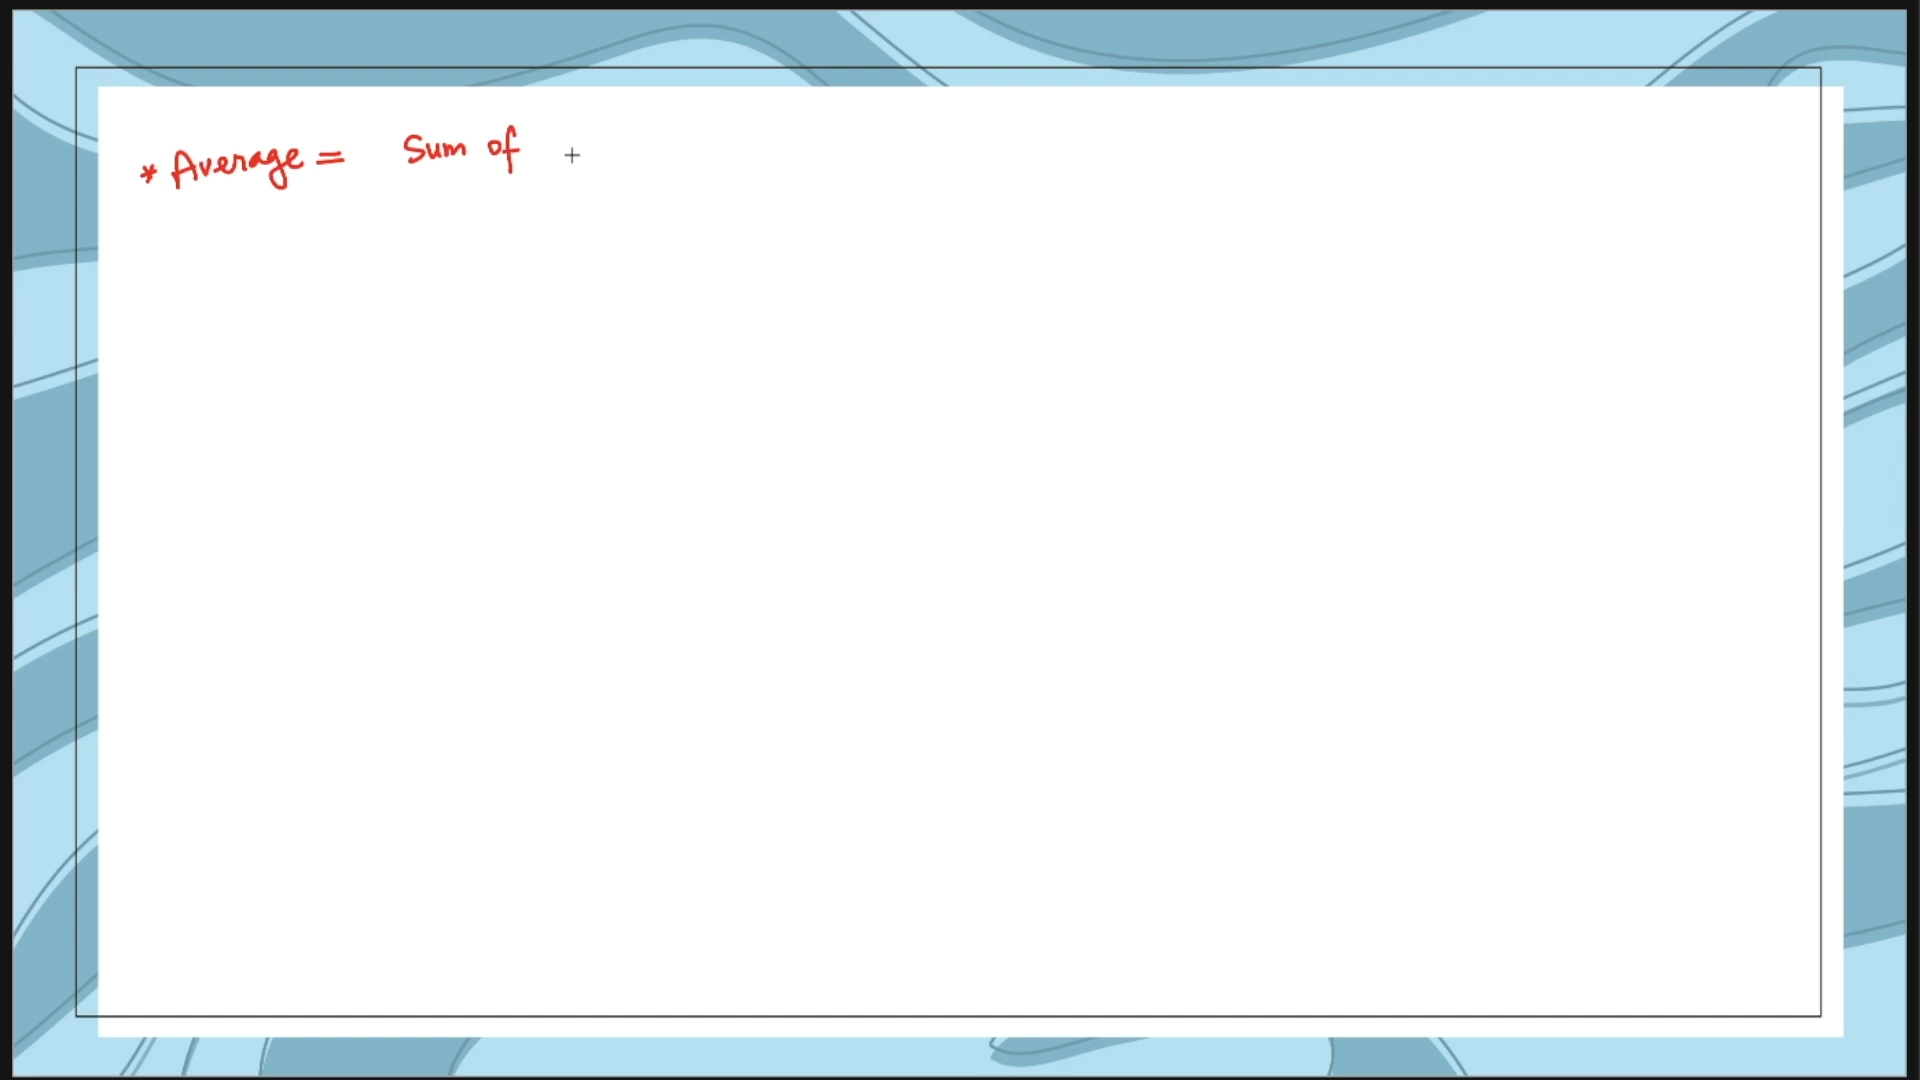 * Average = Sum of